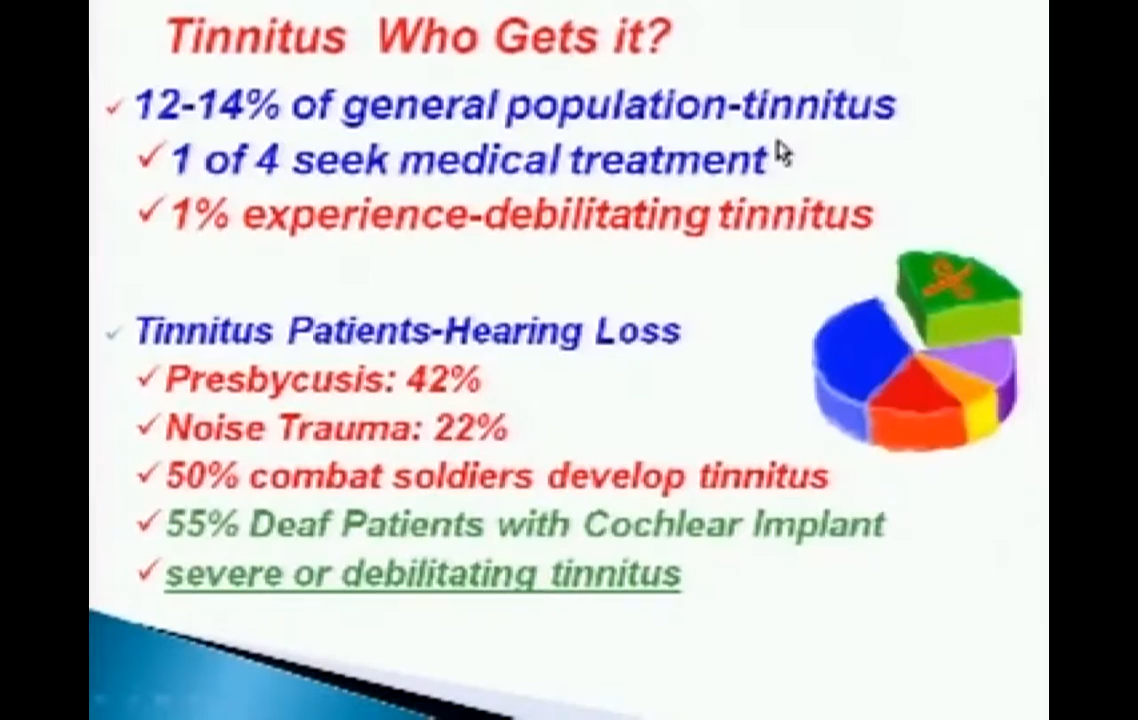 Tinnitus Who Gets it?
12-14% of general population-tinnitus
1 of 4 seek medical treatment
1% experience-debilitating tinnitus
Tinnitus Patients-Hearing Loss
Presbycusis: 42%
Noise Trauma: 22%
50% combat soldiers develop tinnitus
55% Deaf Patients with Cochlear Implant
severe or debilitating tinnitus